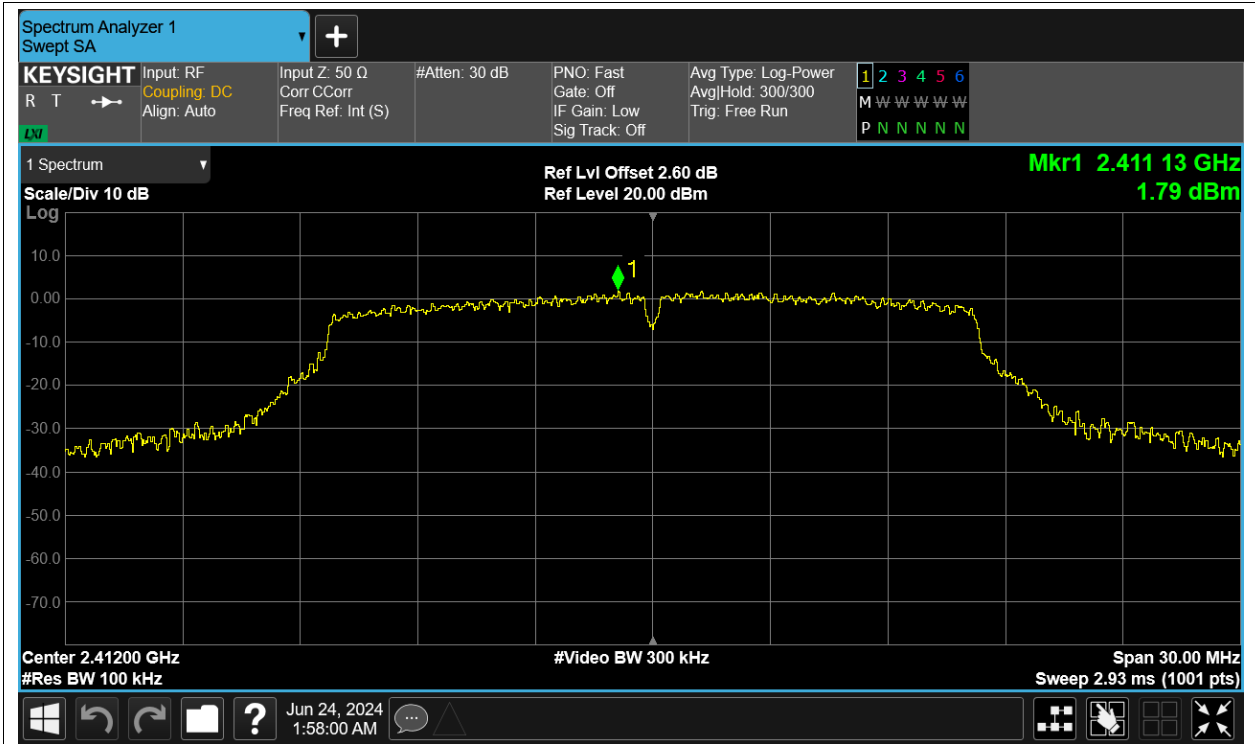 Spectrum Analyzer 1
Swept SA
KEYSIGHT
R T
LXI
Input: RF
Coupling: DC
Align: Auto
Input Z: 50 Ω
Corr CCorr
Freq Ref: Int (S)
#Atten: 30 dB
PNO: Fast
Gate: Off
IF Gain: Low
Sig Track: Off
Avg Type: Log-Power
Avg|Hold: 300/300
Trig: Free Run
1 2 3 4 5 6
M W W W W W
P N N N N N
1 Spectrum
Scale/Div 10 dB
Log
Ref Lvl Offset 2.60 dB
Ref Level 20.00 dBm
Mkr1 2.411 13 GHz
1.79 dBm
1
10.0
0.00
-10.0
-20.0
-30.0
-40.0
-50.0
-60.0
-70.0
Center 2.41200 GHz
#Res BW 100 kHz
#Video BW 300 kHz
Span 30.00 MHz
Sweep 2.93 ms (1001 pts)
?
Jun 24, 2024
1:58:00 AM